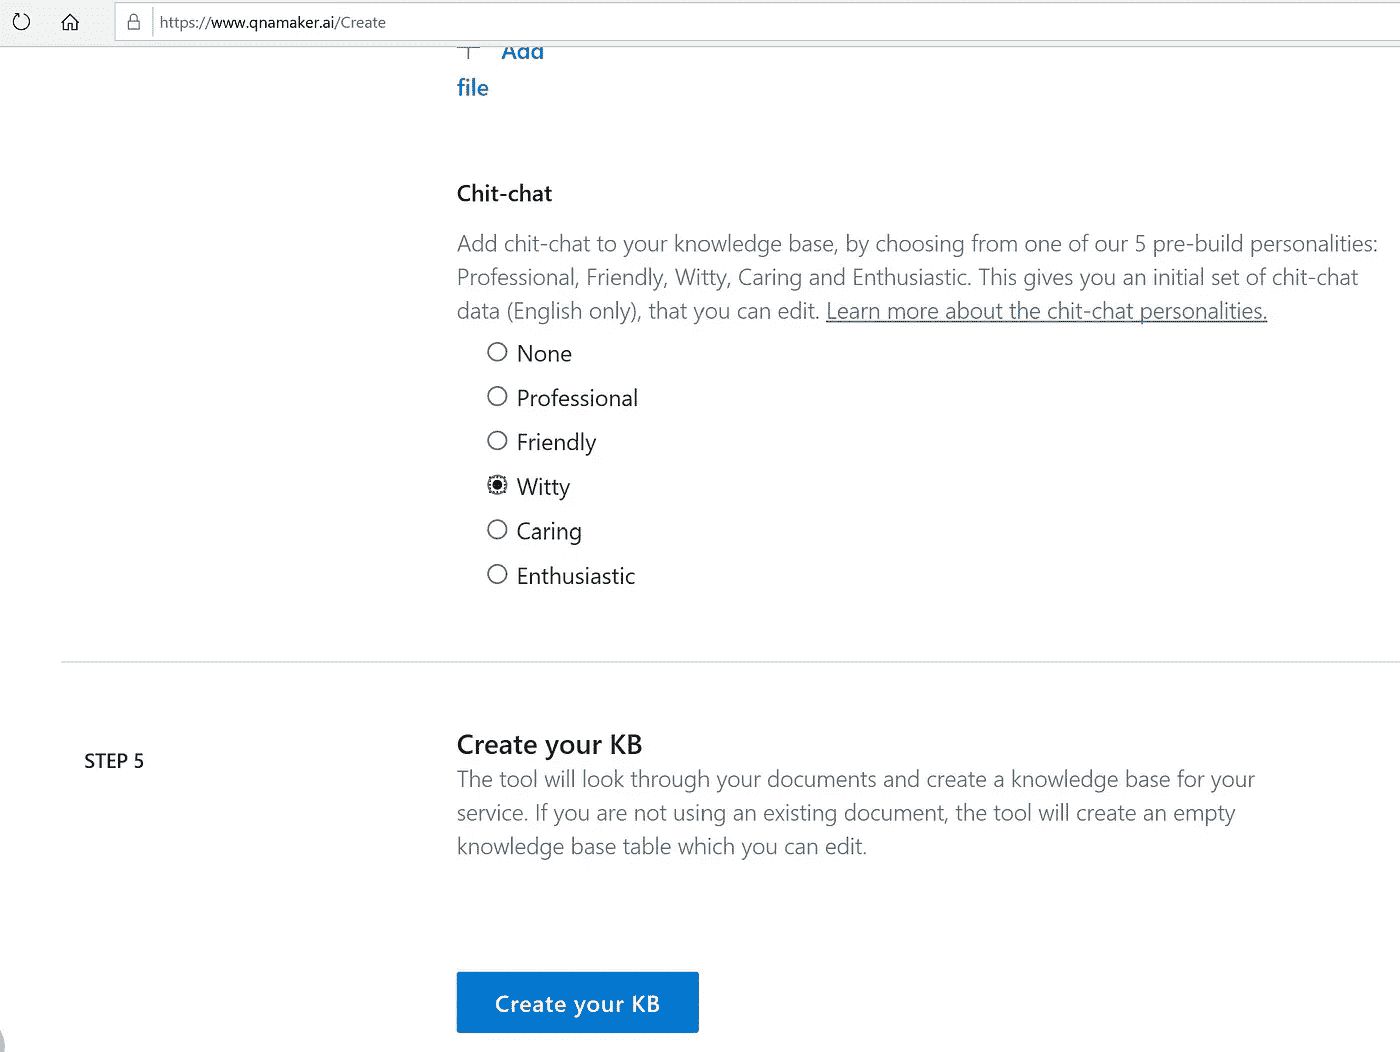 https://www.qnamaker.ai/Create
+ Add
file
Chit-chat
Add chit-chat to your knowledge base, by choosing from one of our 5 pre-build personalities:
Professional, Friendly, Witty, Caring and Enthusiastic. This gives you an initial set of chit-chat
data (English only), that you can edit. Learn more about the chit-chat personalities.
None
Professional
Friendly
Witty
Caring
Enthusiastic
STEP 5
Create your KB
The tool will look through your documents and create a knowledge base for your
service. If you are not using an existing document, the tool will create an empty
knowledge base table which you can edit.
Create your KB